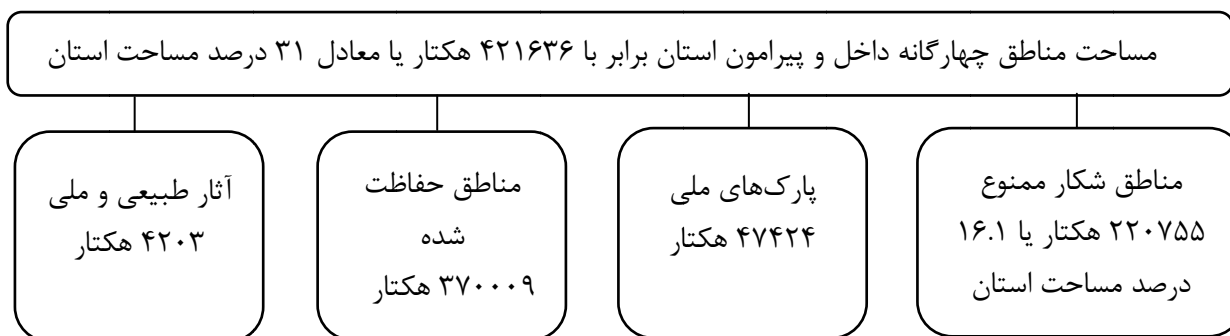 مساحت مناطق چهارگانه داخل و پیرامون استان برابر با ۴۲۱۶۳۶ هکتار یا معادل ۳۱ درصد مساحت استان
مناطق شکار ممنوع
۲۲۰۷۵۵ هکتار یا ۱۶.۱
درصد مساحت استان
پارک‌های ملی
۴۷۴۲۴ هکتار
مناطق حفاظت
شده
۳۷۰۰۰۹ هکتار
آثار طبیعی و ملی
۴۲۰۳ هکتار